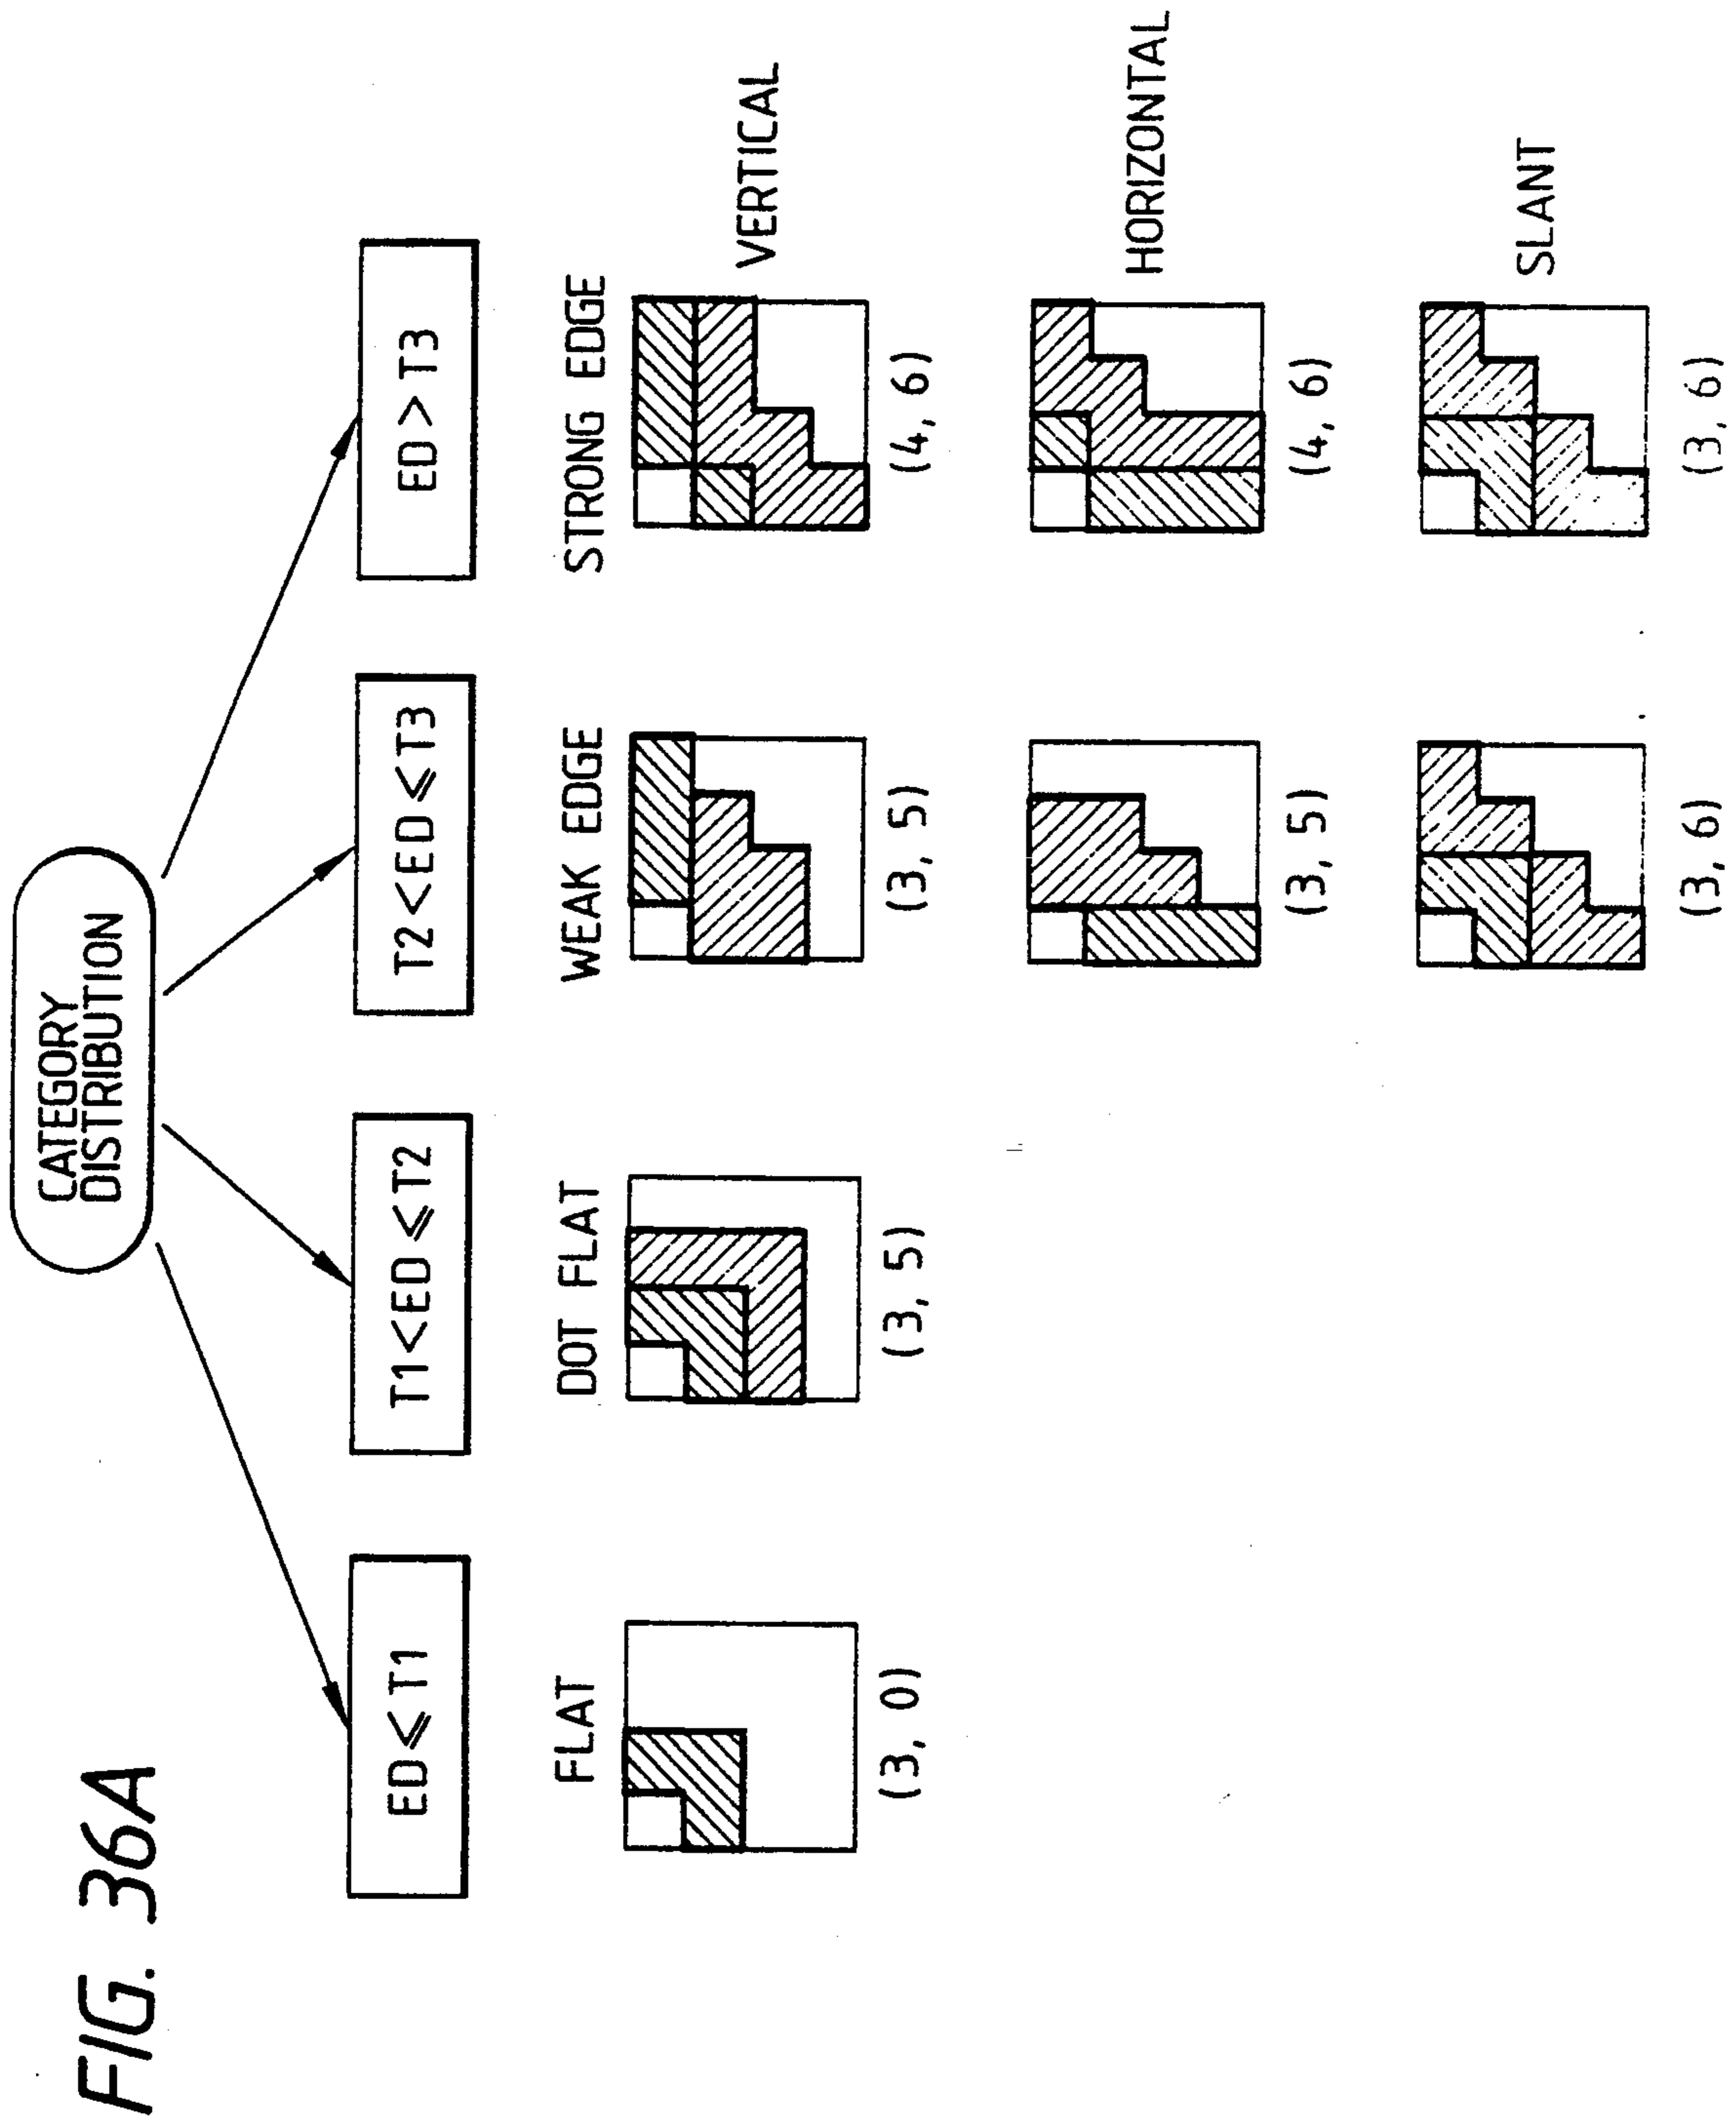 FIG. 36A
CATEGORY
DISTRIBUTION
ED⩽T1
T1<ED⩽T2
T2<ED⩽T3
ED>T3
FLAT
DOT FLAT
WEAK EDGE
STRONG EDGE
(3, 0)
(3, 5)
(3, 5)
(4, 6)
VERTICAL
(3, 5)
(4, 6)
HORIZONTAL
(3, 6)
(3, 6)
SLANT